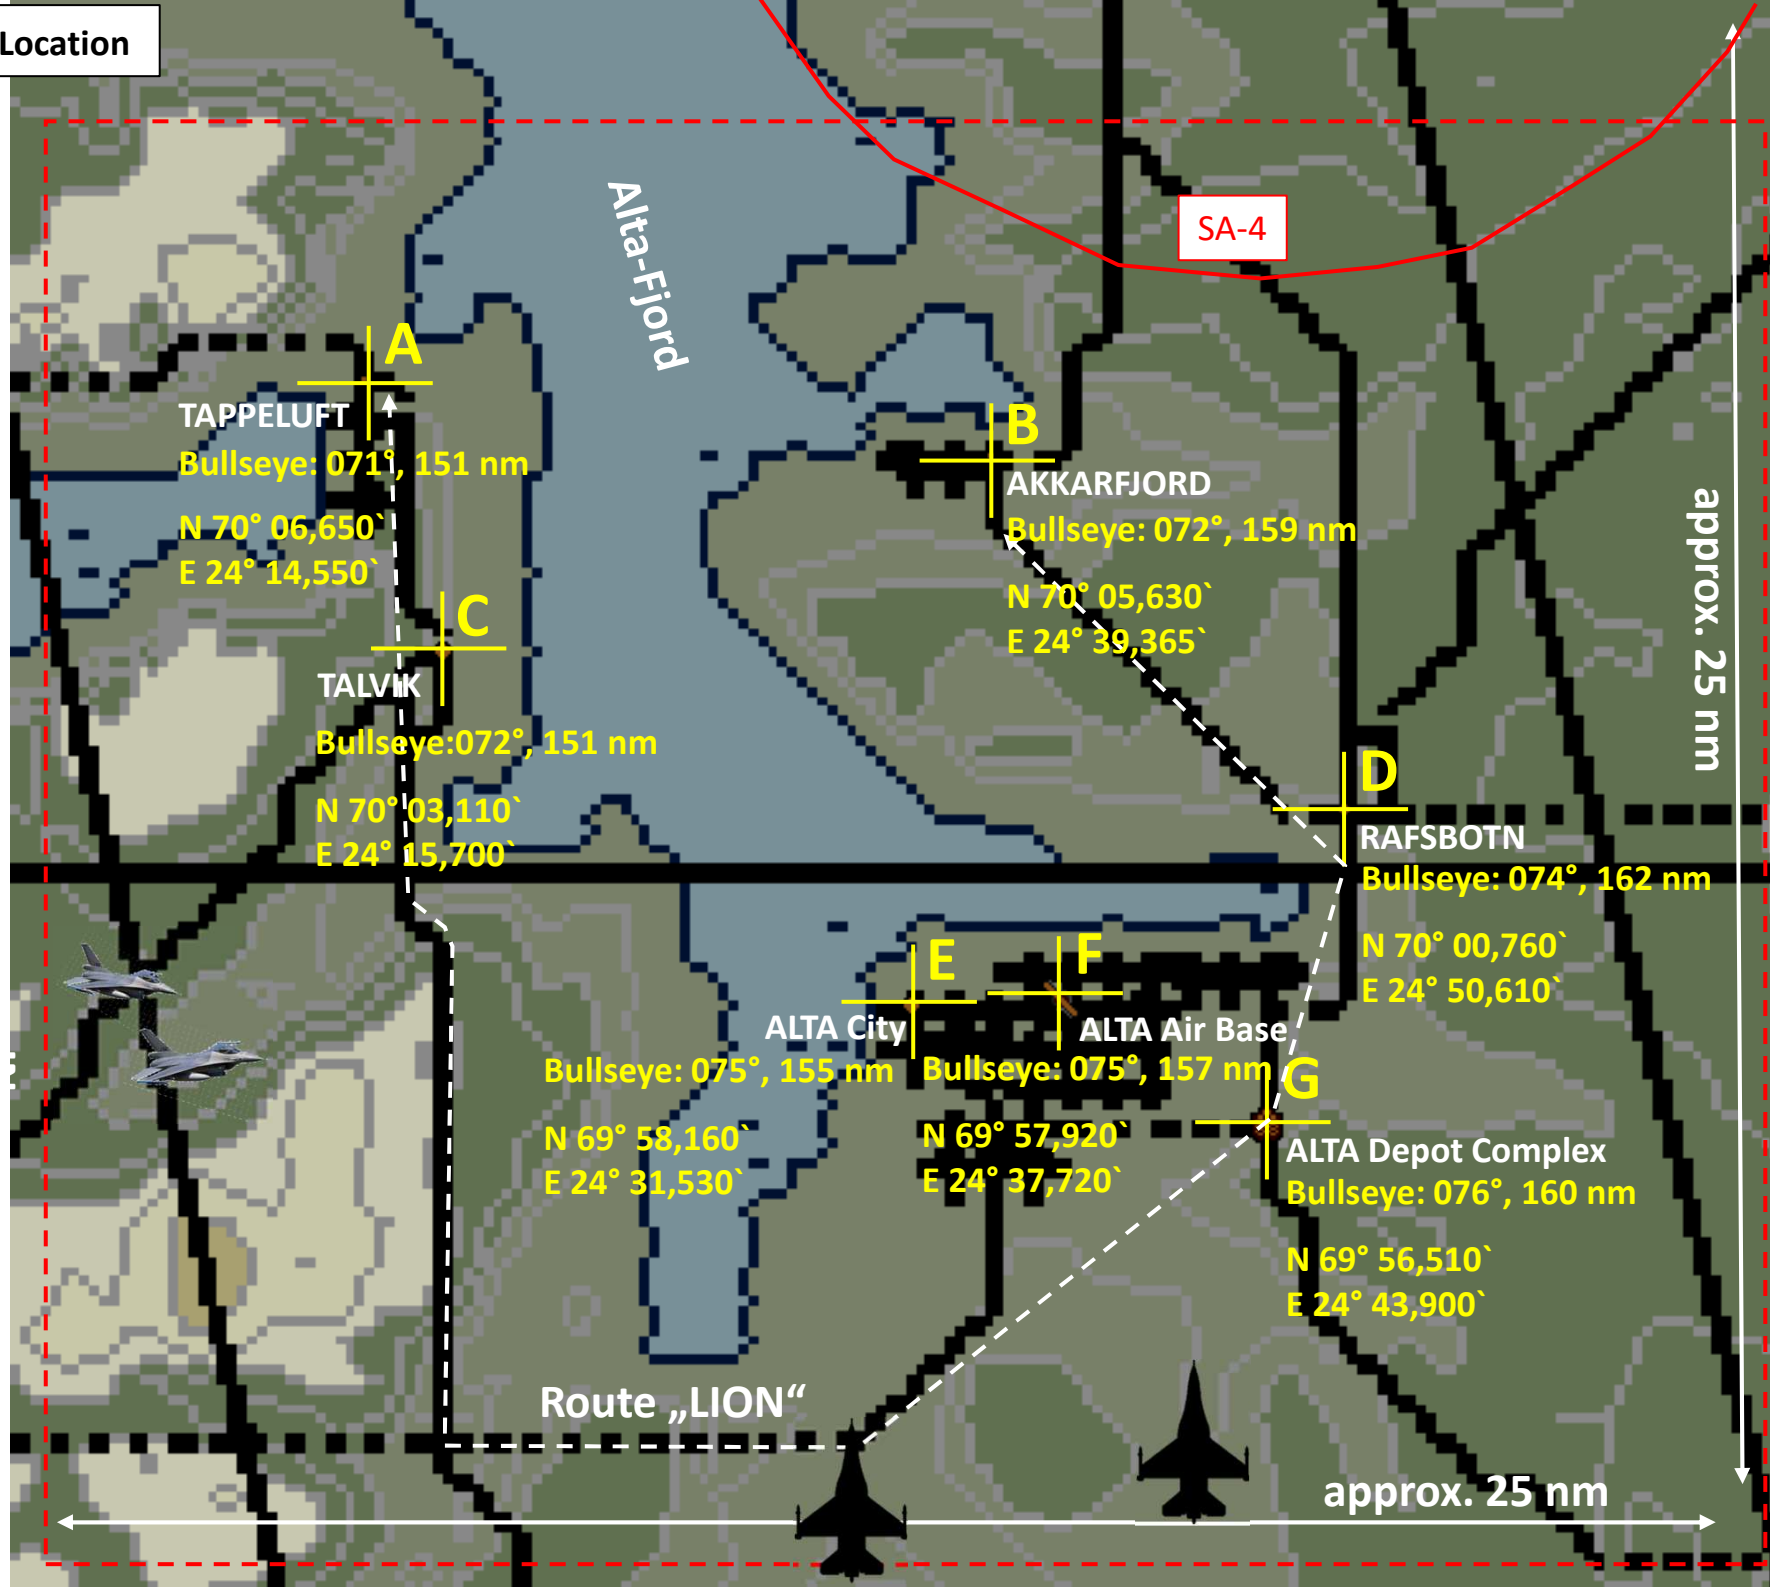 Location
Alta-Fjord
SA-4
A
TAPPELUFT
Bullseye: 071°, 151 nm
N 70° 06,650`
E 24° 14,550`
B
AKKARFJORD
Bullseye: 072°, 159 nm
N 70° 05,630`
E 24° 39,365`
approx. 25 nm
C
TALVIK
Bullseye:072°, 151 nm
N 70° 03,110`
E 24° 15,700`
D
RAFSBOTN
Bullseye: 074°, 162 nm
N 70° 00,760`
E 24° 50,610`
E
ALTA City
Bullseye: 075°, 155 nm
N 69° 58,160`
E 24° 31,530`
F
ALTA Air Base
Bullseye: 075°, 157 nm
N 69° 57,920`
E 24° 37,720`
G
ALTA Depot Complex
Bullseye: 076°, 160 nm
N 69° 56,510`
E 24° 43,900`
Route „LION“
approx. 25 nm